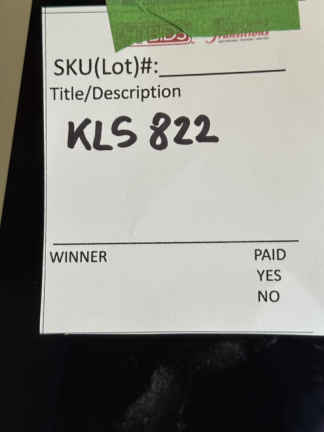 SKU(Lot)#:
Title/Description
KLS 822
WINNER
PAID
YES
NO